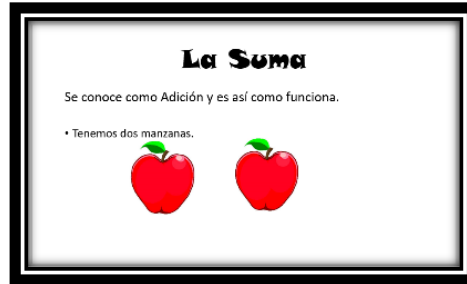 La Suma
Se conoce como Adición y es así como funciona.
• Tenemos dos manzanas.